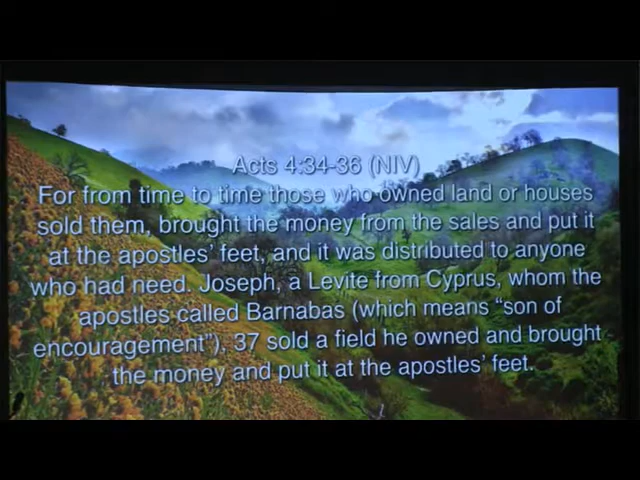 Acts 4:34-36 (NIV)
For from time to time those who owned land or houses
sold them, brought the money from the sales and put it
at the apostles’ feet, and it was distributed to anyone
who had need. Joseph, a Levite from Cyprus, whom the
apostles called Barnabas (which means “son of
encouragement”), 37 sold a field he owned and brought
the money and put it at the apostles’ feet.